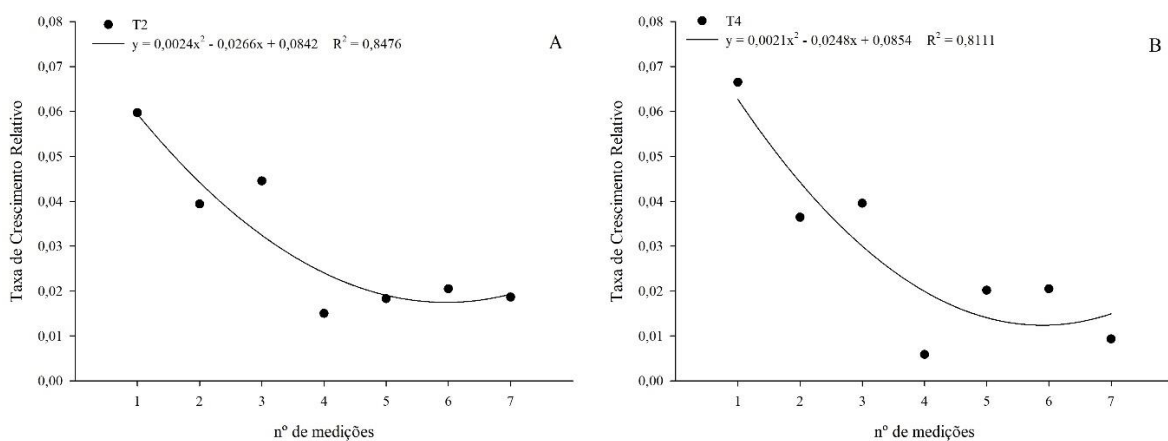 T2
y = 0,0024x² - 0,0266x + 0,0842 R² = 0,8476
A
0,08
0,07
0,06
0,05
0,04
0,03
0,02
0,01
0,00
Taxa de Crescimento Relativo
1 2 3 4 5 6 7
nº de medições
T4
y = 0,0021x² - 0,0248x + 0,0854 R² = 0,8111
B
0,08
0,07
0,06
0,05
0,04
0,03
0,02
0,01
0,00
Taxa de Crescimento Relativo
1 2 3 4 5 6 7
nº de medições